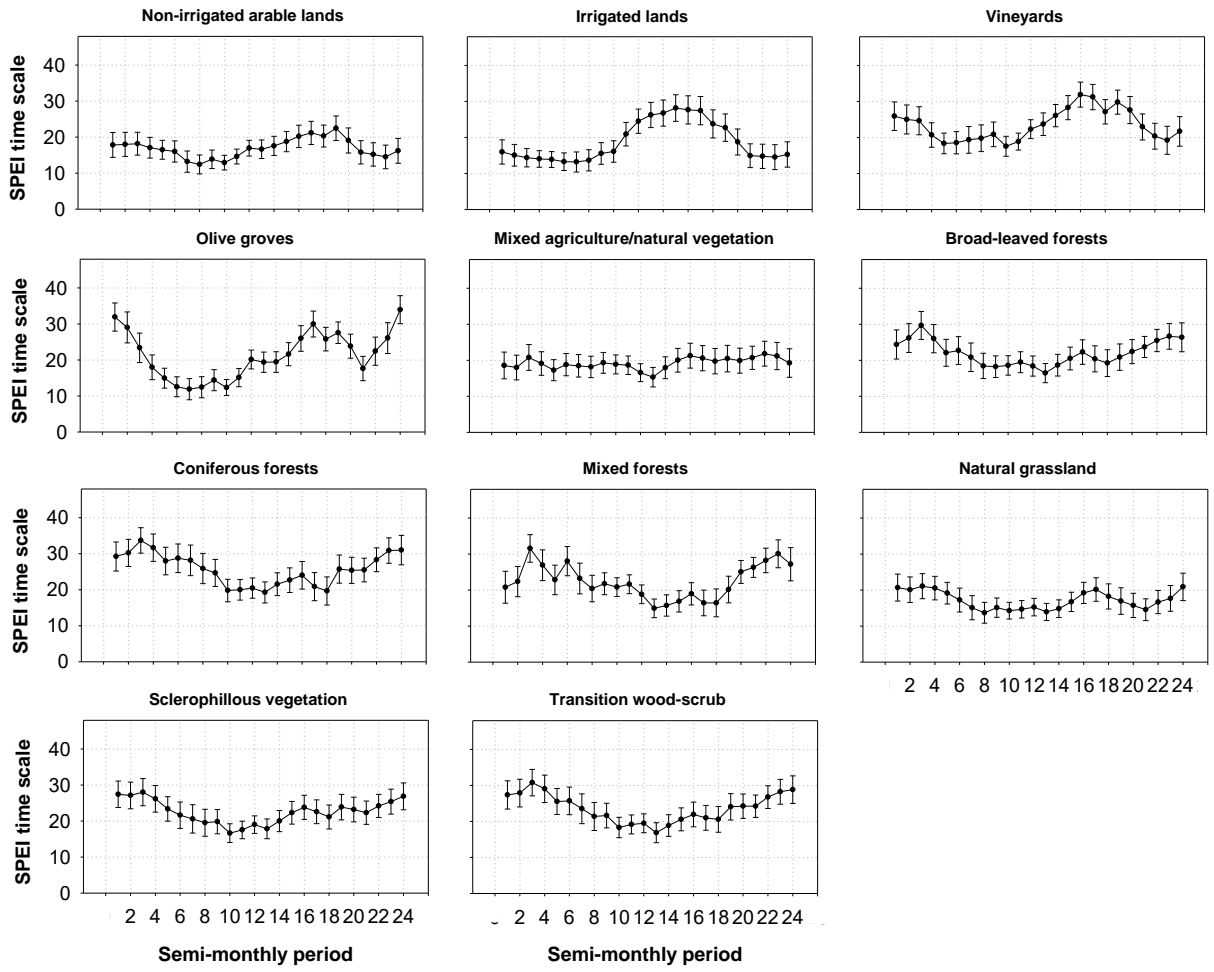 Non-irrigated arable lands
Irrigated lands
Vineyards
SPEI time scale
40
30
20
10
0
Olive groves
Mixed agriculture/natural vegetation
Broad-leaved forests
SPEI time scale
40
30
20
10
0
Coniferous forests
Mixed forests
Natural grassland
SPEI time scale
40
30
20
10
0
2 4 6 8 10 12 14 16 18 20 22 24
Sclerophillous vegetation
Transition wood-scrub
SPEI time scale
40
30
20
10
0
2 4 6 8 10 12 14 16 18 20 22 24
2 4 6 8 10 12 14 16 18 20 22 24
Semi-monthly period
Semi-monthly period